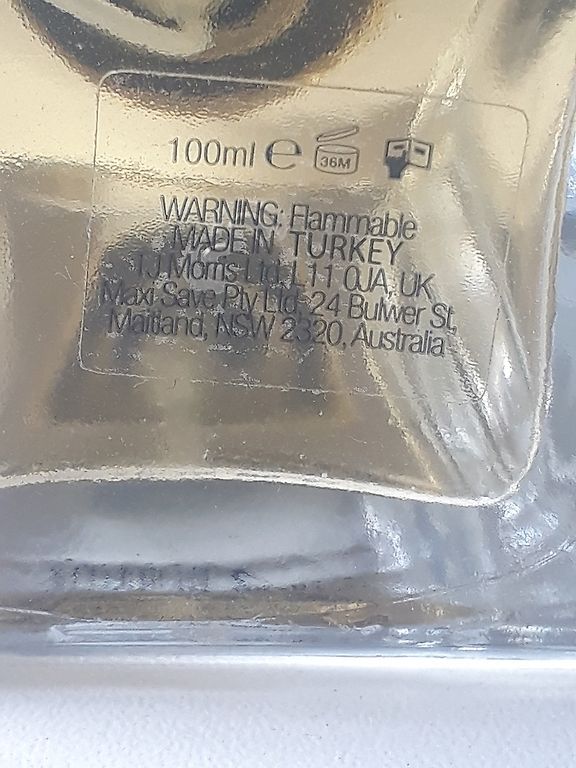 100ml ℮ 36M
WARNING: Flammable
MADE IN TURKEY
TJ Morris Ltd, L11 0JA, UK
Maxi Save Pty Ltd, 24 Bulwer St,
Maitland, NSW 2320, Australia